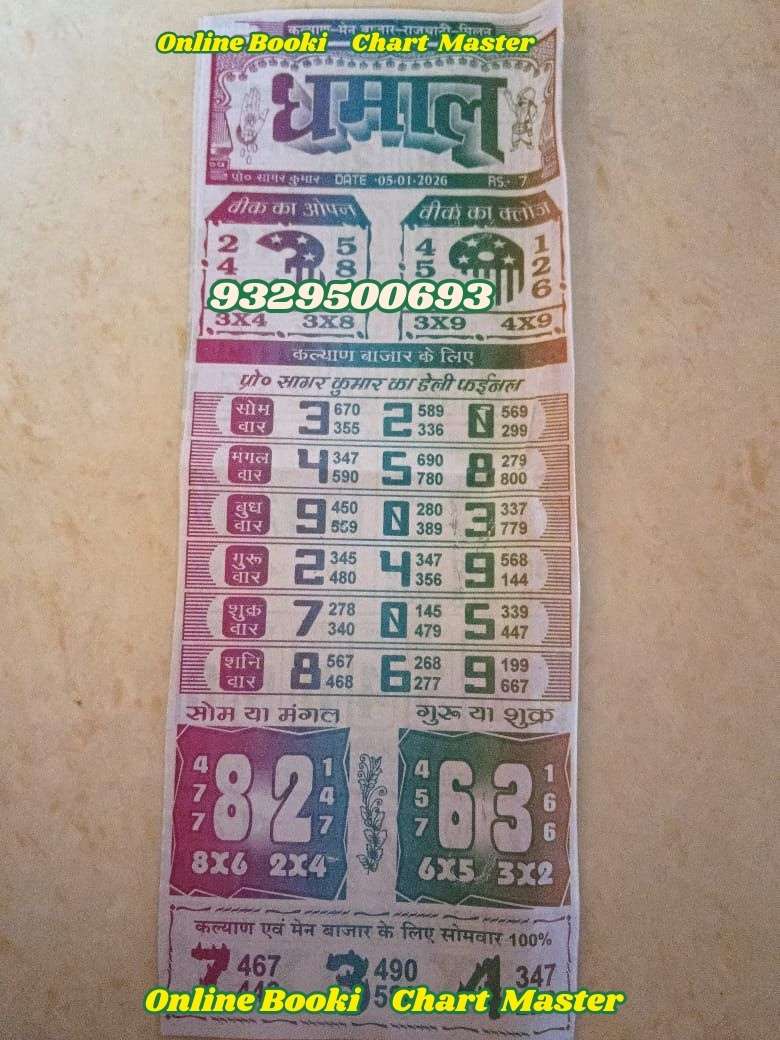 कल्याण-मेन बाजार-राजधानी-मिलन
Online Booki Chart Master
धमाल
प्रो० सागर कुमार DATE -05-01-2026 RS:- 7
वीक का ओपन वीक का क्लोज
2 5 4 1
4 8 5 2
6
9329500693
3X4 3X8 3X9 4X9
कल्याण बाजार के लिए
प्रो० सागर कुमार का डेली फाईनल
सोम वार 3 670 355 2 589 336 N 569 299
मंगल वार 4 347 590 5 690 780 8 279 800
बुध वार 9 450 559 N 280 389 3 337 779
गुरू वार 2 345 480 4 347 356 9 568 144
शुक्र वार 7 278 340 N 145 479 5 339 447
शनि वार 8 567 468 6 268 277 9 199 667
सोम या मंगल गुरू या शुक्र
4 7 7 82 1 4 7 4 5 7 63 1 6 6
8X6 2X4 6X5 3X2
कल्याण एवं मेन बाजार के लिए सोमवार 100%
7 467 3 490 4 347
Online Booki Chart Master